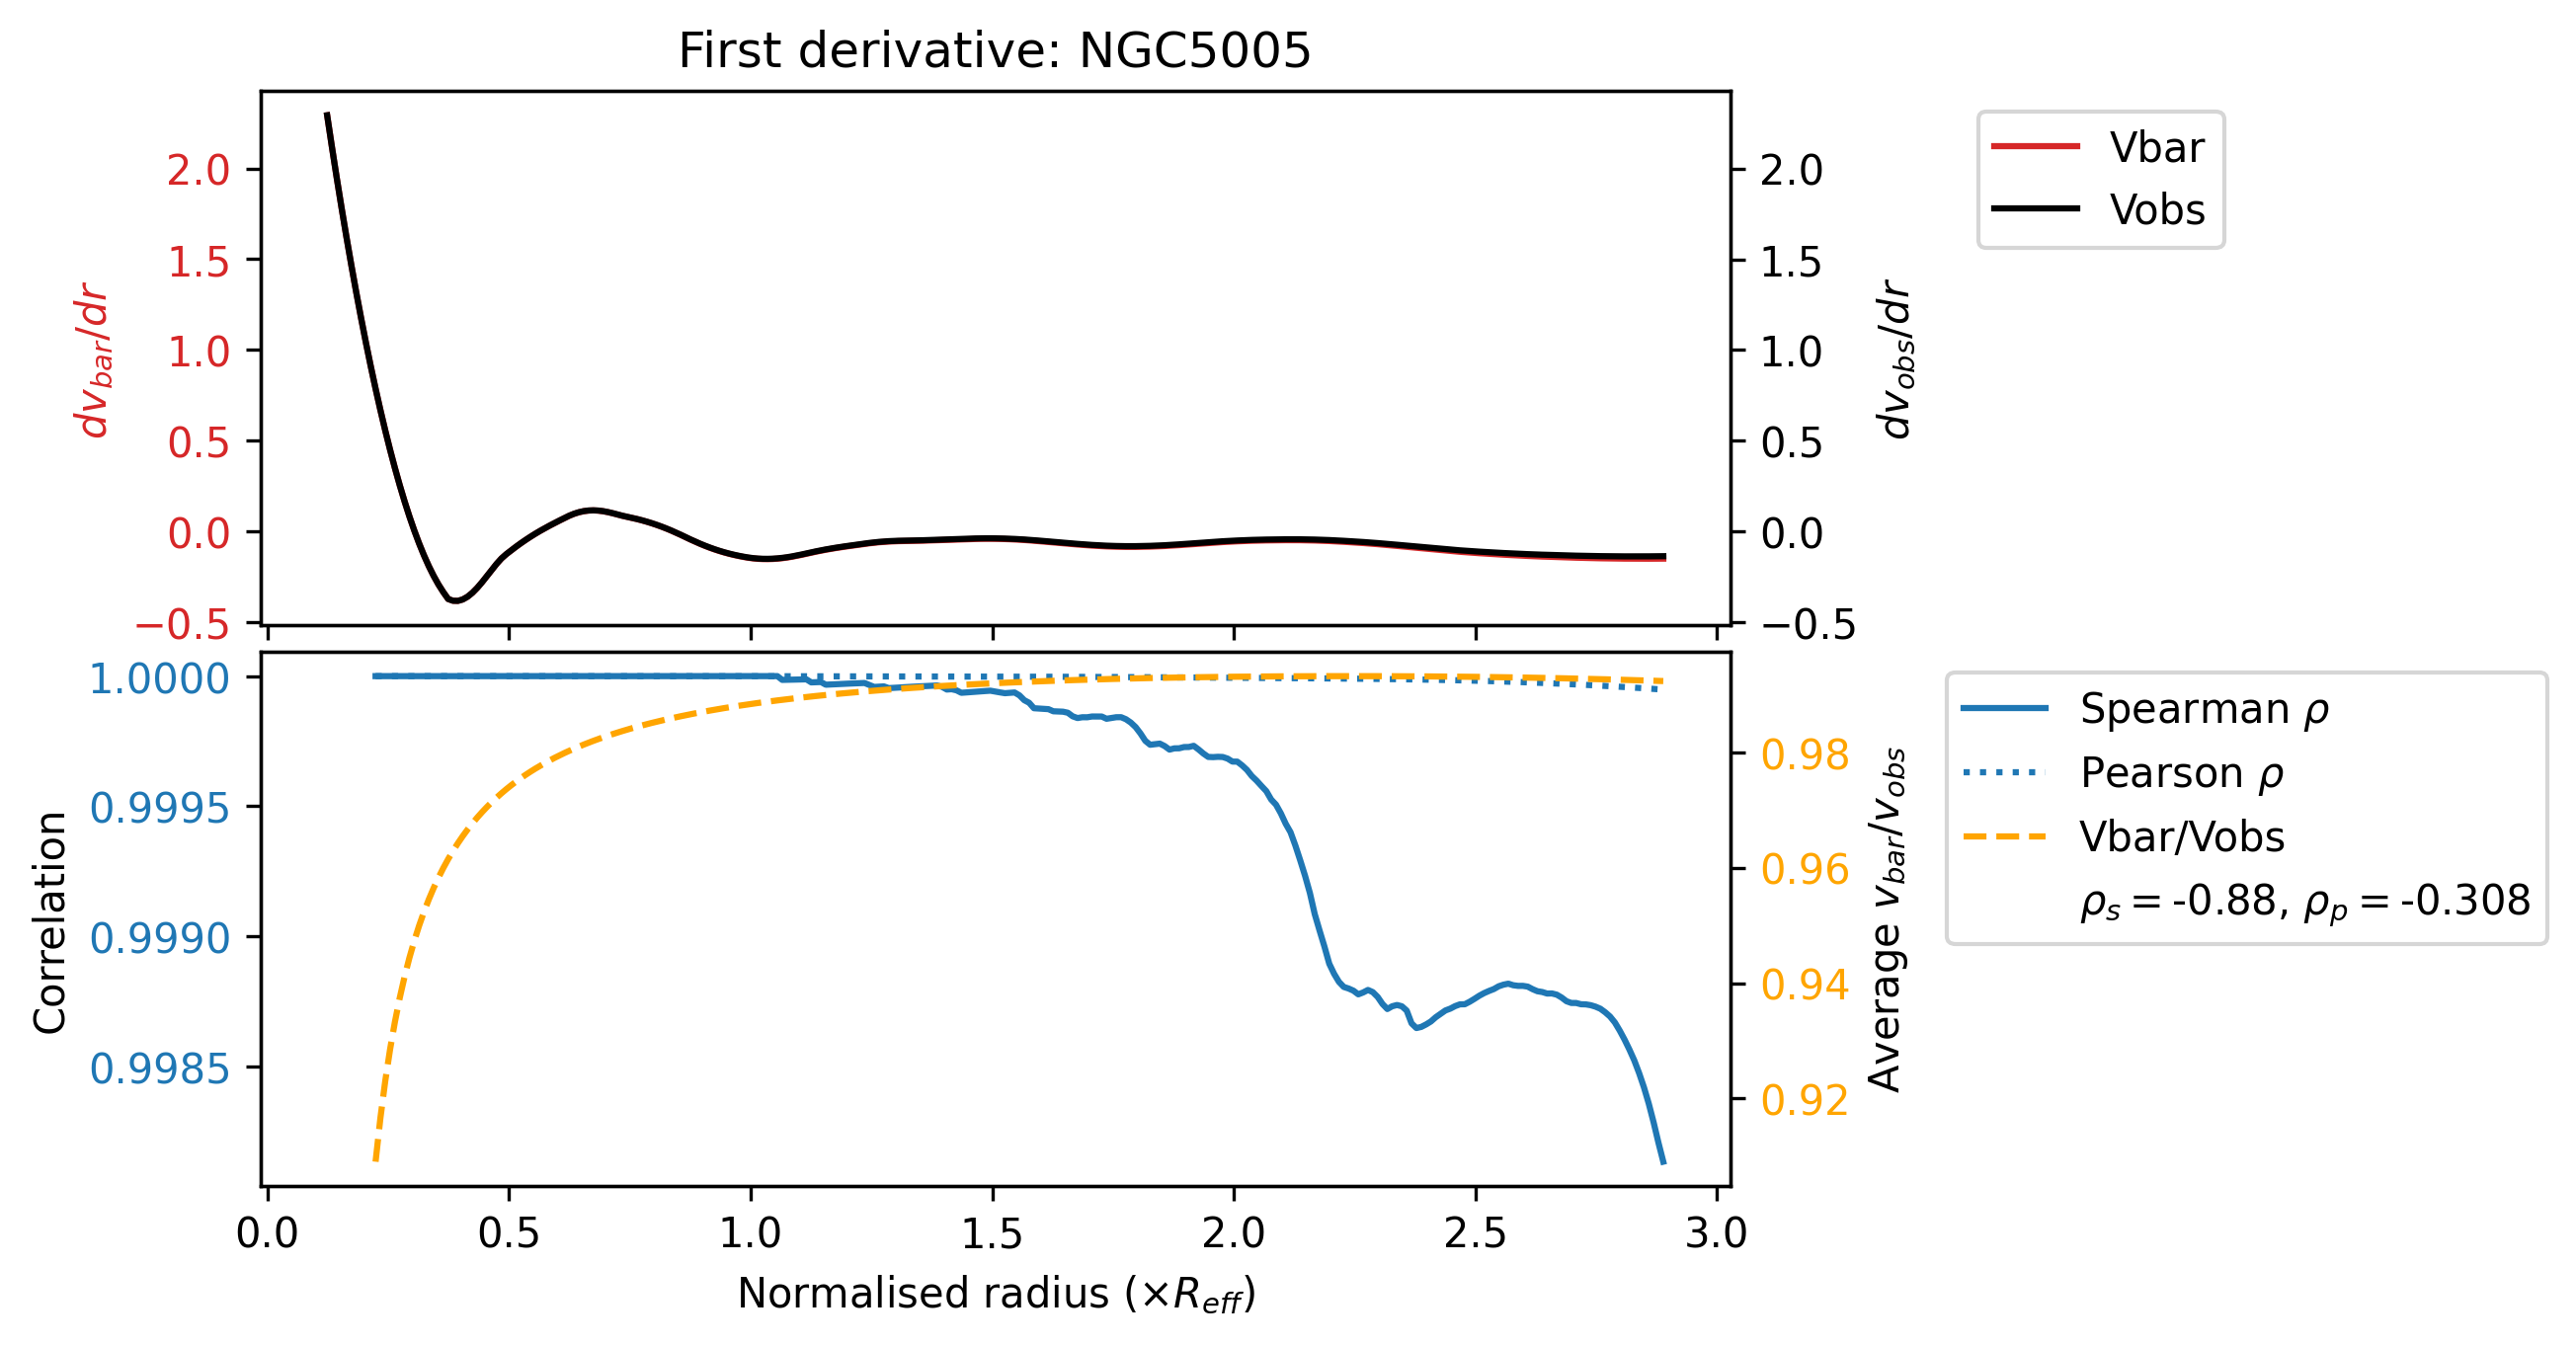 First derivative: NGC5005
2.0
1.5
1.0
0.5
0.0
−0.5
dv_bar/dr
2.0
1.5
1.0
0.5
0.0
−0.5
dv_obs/dr
Vbar
Vobs
1.0000
0.9995
0.9990
0.9985
Correlation
0.98
0.96
0.94
0.92
Average v_bar/v_obs
Spearman ρ
Pearson ρ
Vbar/Vobs
ρ_s = -0.88, ρ_p = -0.308
0.0 0.5 1.0 1.5 2.0 2.5 3.0
Normalised radius (×R_eff)